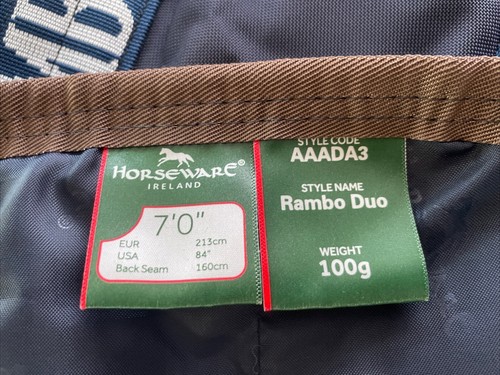 HORSEWARE®
IRELAND
7'0"
EUR 213cm
USA 84"
Back Seam 160cm
STYLE CODE
AAADA3
STYLE NAME
Rambo Duo
WEIGHT
100g